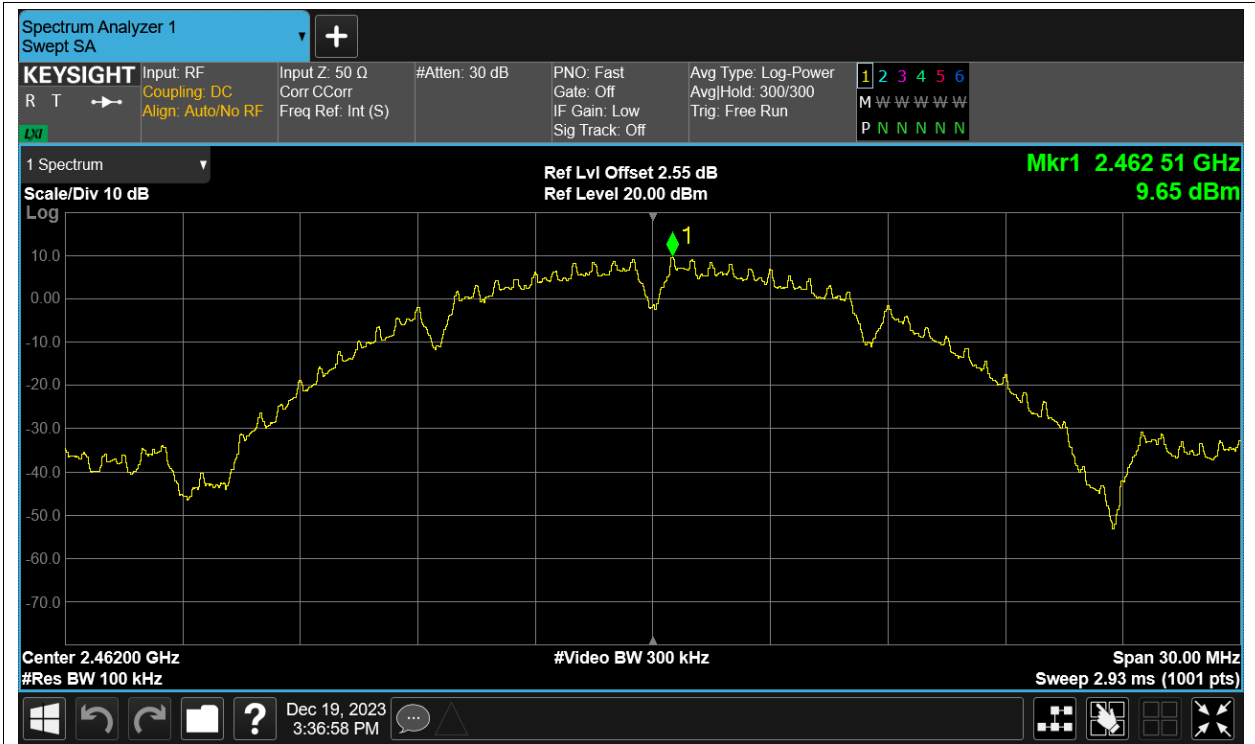 Spectrum Analyzer 1
Swept SA
+
KEYSIGHT
R T
LXI
Input: RF
Coupling: DC
Align: Auto/No RF
Input Z: 50 Ω
Corr CCorr
Freq Ref: Int (S)
#Atten: 30 dB
PNO: Fast
Gate: Off
IF Gain: Low
Sig Track: Off
Avg Type: Log-Power
Avg|Hold: 300/300
Trig: Free Run
1 2 3 4 5 6
M W W W W W
P N N N N N
1 Spectrum
Scale/Div 10 dB
Log
Ref Lvl Offset 2.55 dB
Ref Level 20.00 dBm
Mkr1 2.462 51 GHz
9.65 dBm
1
10.0
0.00
-10.0
-20.0
-30.0
-40.0
-50.0
-60.0
-70.0
Center 2.46200 GHz
#Res BW 100 kHz
#Video BW 300 kHz
Span 30.00 MHz
Sweep 2.93 ms (1001 pts)
?
Dec 19, 2023
3:36:58 PM